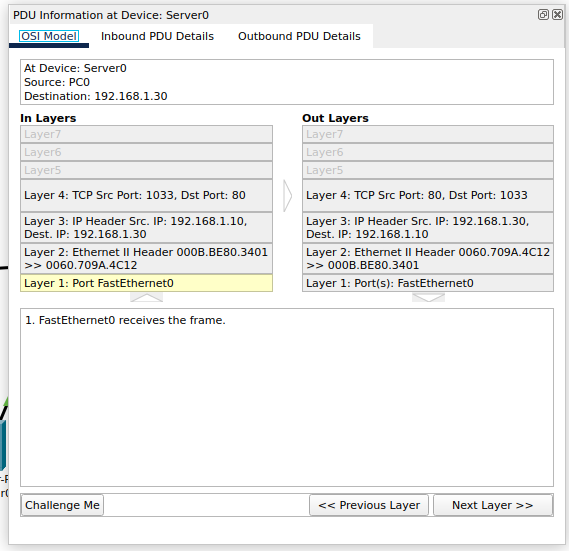 PDU Information at Device: Server0
OSI Model
Inbound PDU Details
Outbound PDU Details
At Device: Server0
Source: PC0
Destination: 192.168.1.30
In Layers
Layer7
Layer6
Layer5
Layer 4: TCP Src Port: 1033, Dst Port: 80
Layer 3: IP Header Src. IP: 192.168.1.10,
Dest. IP: 192.168.1.30
Layer 2: Ethernet II Header 000B.BE80.3401
>> 0060.709A.4C12
Layer 1: Port FastEthernet0
Out Layers
Layer7
Layer6
Layer5
Layer 4: TCP Src Port: 80, Dst Port: 1033
Layer 3: IP Header Src. IP: 192.168.1.30,
Dest. IP: 192.168.1.10
Layer 2: Ethernet II Header 0060.709A.4C12
>> 000B.BE80.3401
Layer 1: Port(s): FastEthernet0
1. FastEthernet0 receives the frame.
Challenge Me
<< Previous Layer
Next Layer >>